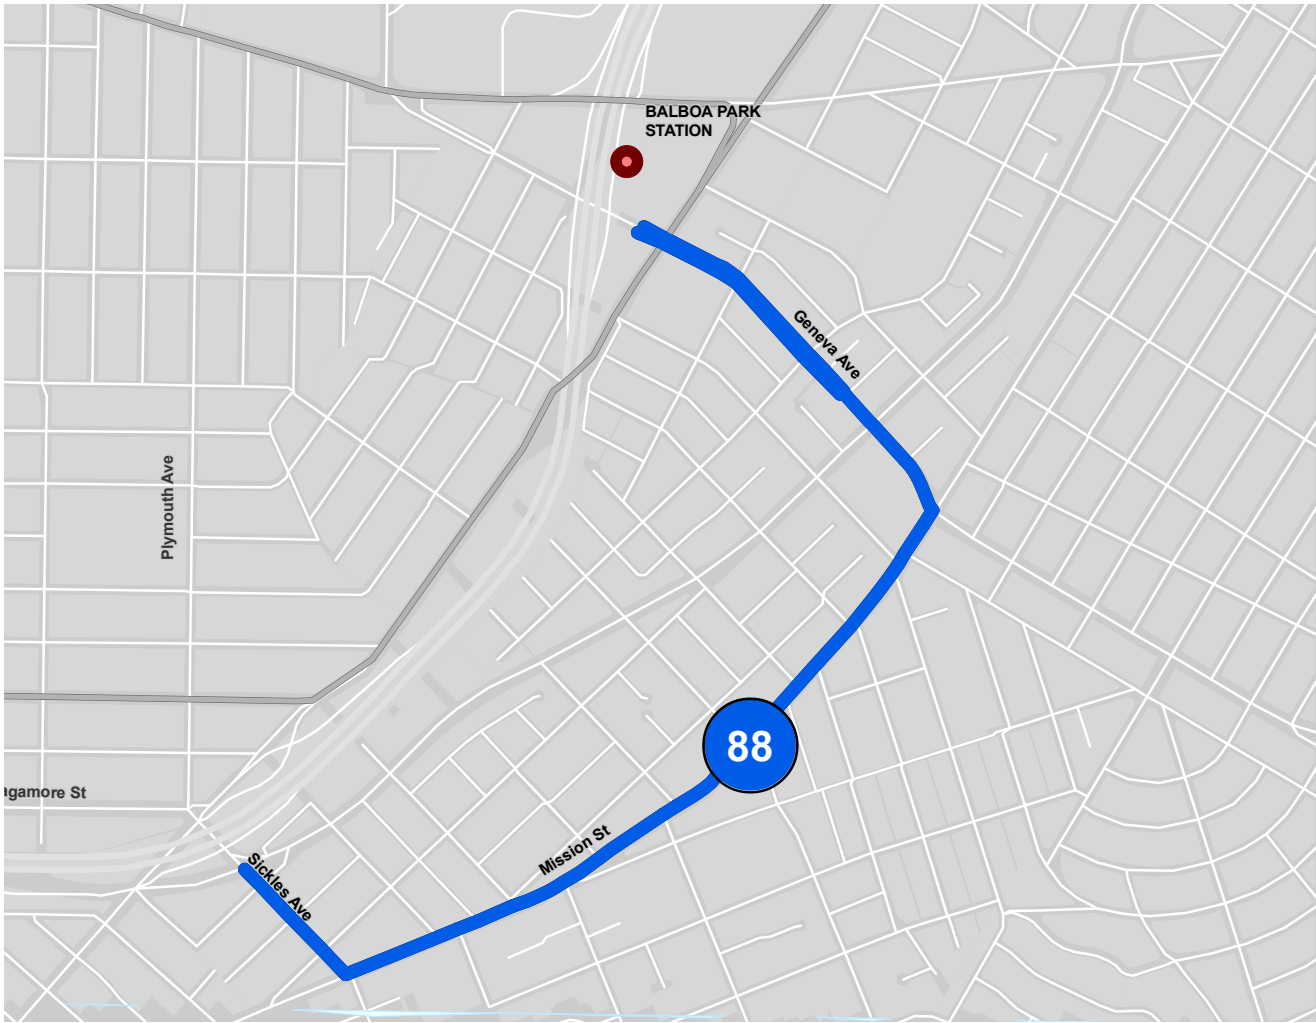 BALBOA PARK
STATION
Geneva Ave
Plymouth Ave
88
agamore St
Mission St
Sickles Ave